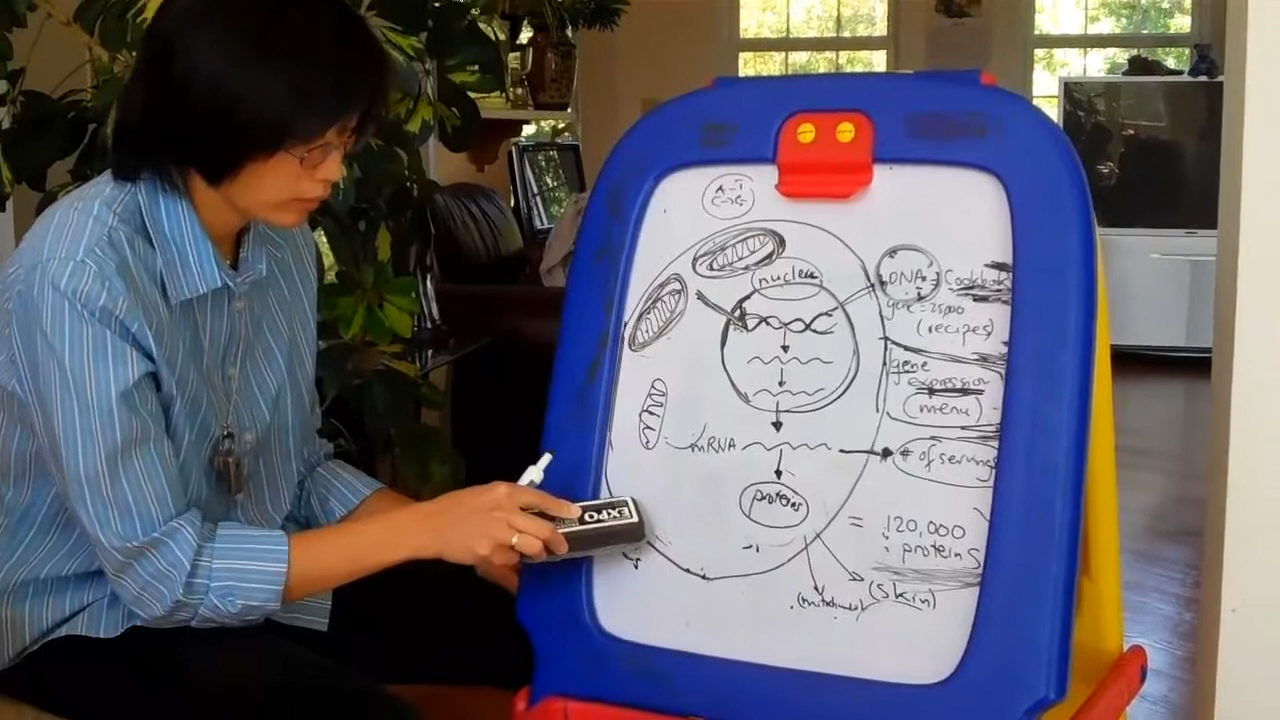 A-T
C-G
nucleus
DNA = Cookbook
gene = 25,000
(recipes)
gene
expression
(menu)
mRNA
# of servings
proteins
= 120,000
proteins
(skin)
EXPO